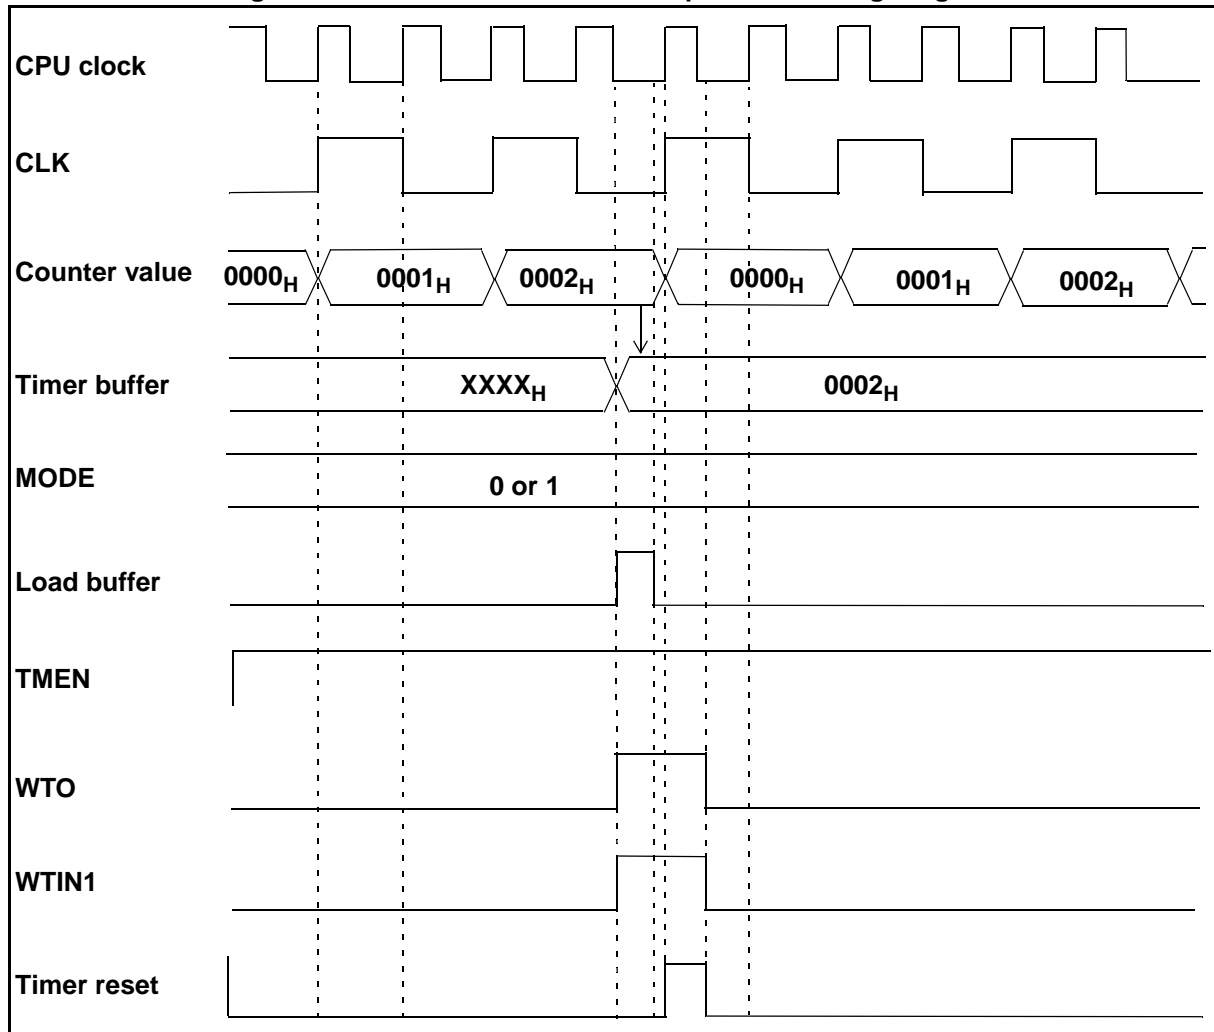 CPU clock
CLK
Counter value 0000H 0001H 0002H 0000H 0001H 0002H
Timer buffer XXXXH 0002H
MODE 0 or 1
Load buffer
TMEN
WTO
WTIN1
Timer reset